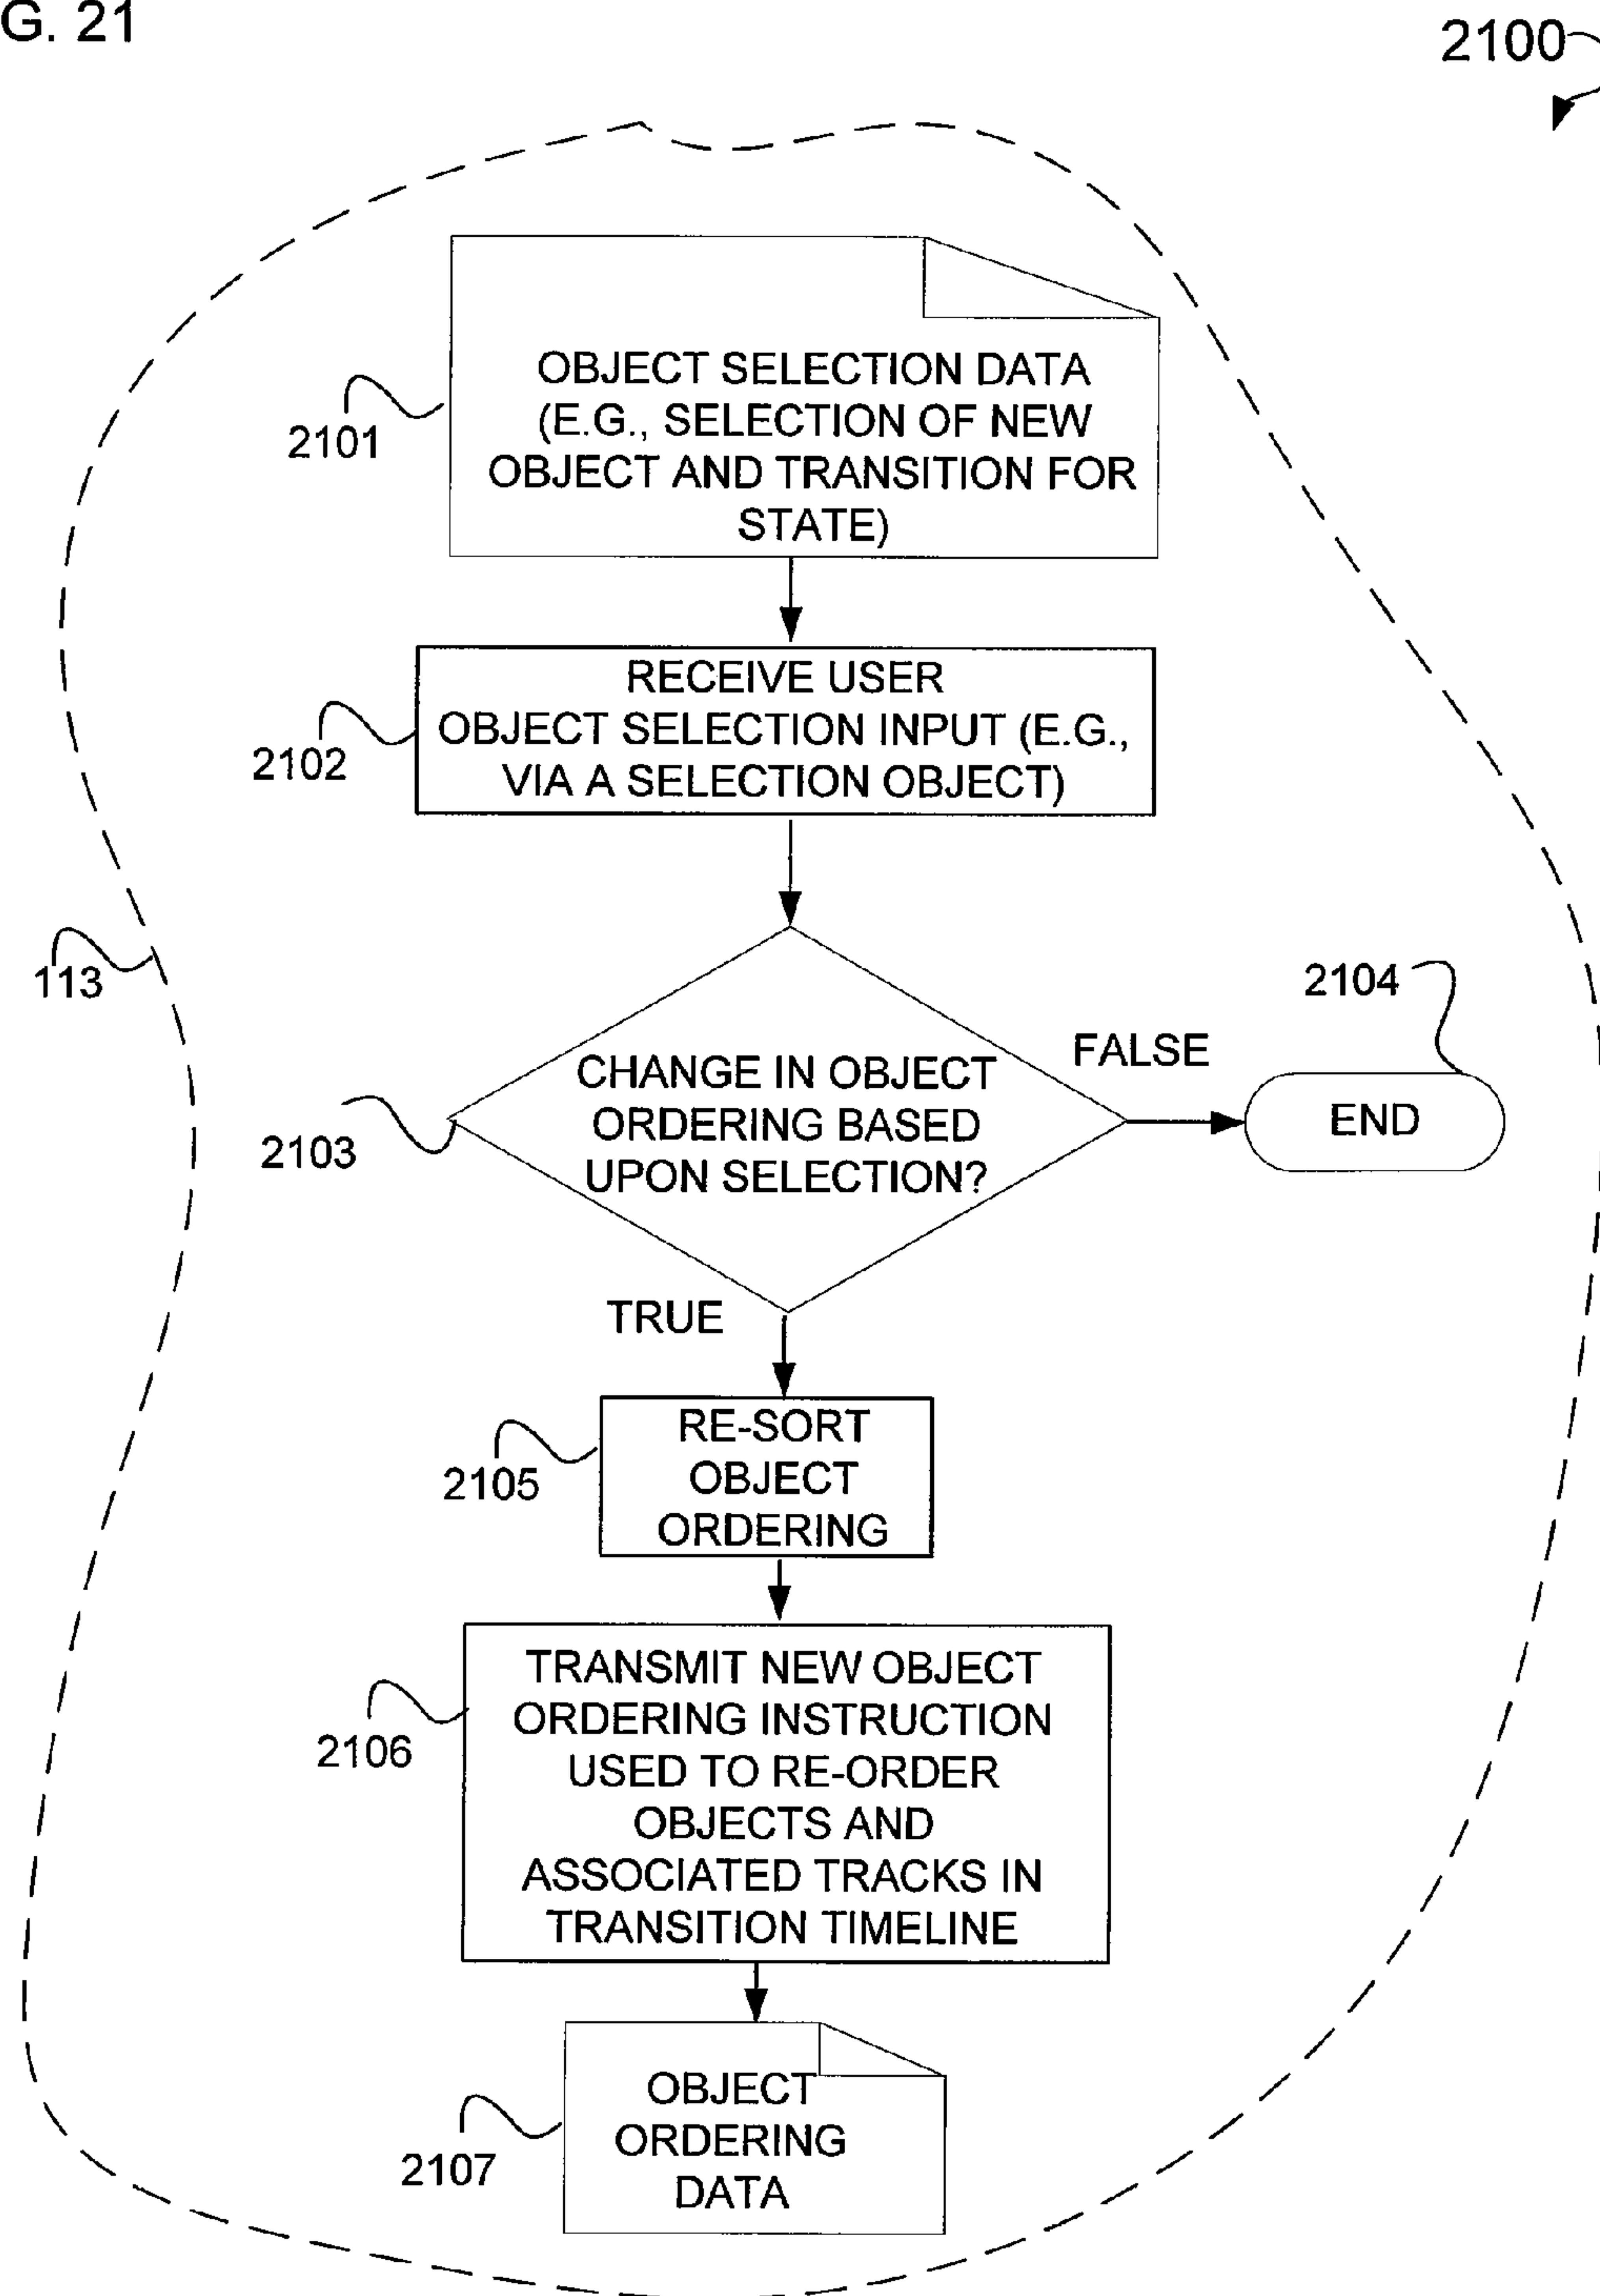 G. 21
2100
OBJECT SELECTION DATA
(E.G., SELECTION OF NEW
OBJECT AND TRANSITION FOR
STATE)
2101
RECEIVE USER
OBJECT SELECTION INPUT (E.G.,
VIA A SELECTION OBJECT)
2102
113
2104
CHANGE IN OBJECT
ORDERING BASED
UPON SELECTION?
FALSE
END
2103
TRUE
RE-SORT
OBJECT
ORDERING
2105
TRANSMIT NEW OBJECT
ORDERING INSTRUCTION
USED TO RE-ORDER
OBJECTS AND
ASSOCIATED TRACKS IN
TRANSITION TIMELINE
2106
OBJECT
ORDERING
DATA
2107